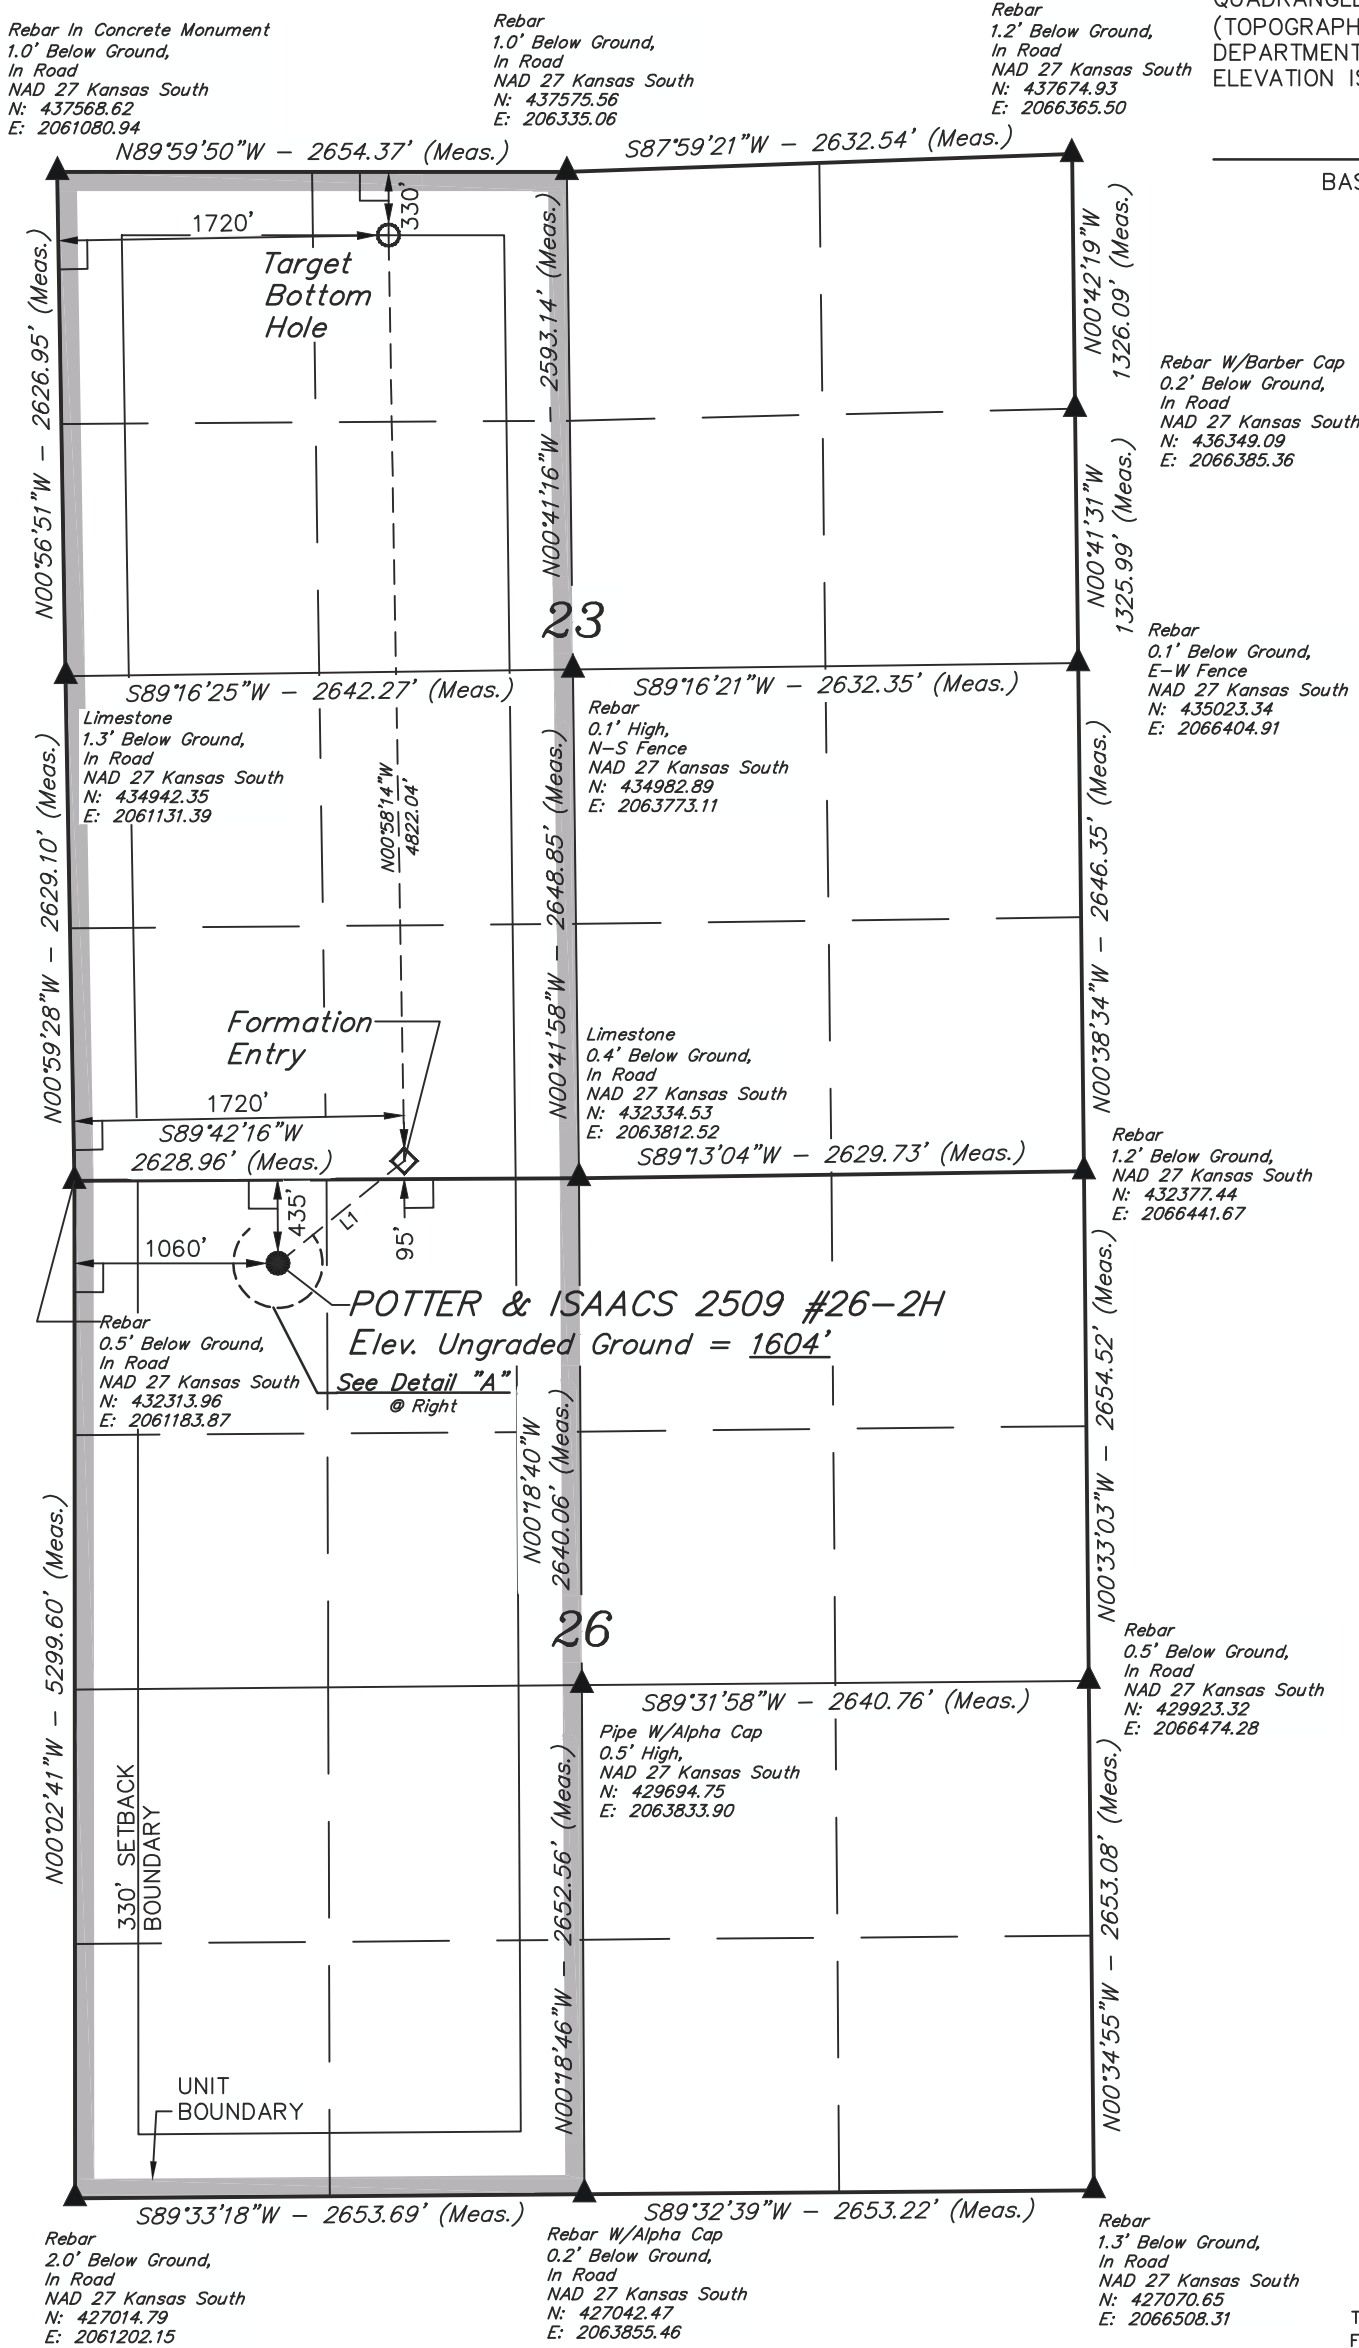 Rebar In Concrete Monument
1.0' Below Ground,
In Road
NAD 27 Kansas South
N: 437568.62
E: 2061080.94
Rebar
1.0' Below Ground,
In Road
NAD 27 Kansas South
N: 437575.56
E: 206335.06
Rebar
1.2' Below Ground,
In Road
NAD 27 Kansas South
N: 437674.93
E: 2066365.50
(TOPOGRAPH
DEPARTMENT
ELEVATION IS
BAS
N89°59'50"W - 2654.37' (Meas.)
S87°59'21"W - 2632.54' (Meas.)
1720'
330'
Target
Bottom
Hole
N00°56'51"W - 2626.95' (Meas.)
N00°41'16"W - 2593.14' (Meas.)
N00°42'19"W
1326.09' (Meas.)
Rebar W/Barber Cap
0.2' Below Ground,
In Road
NAD 27 Kansas South
N: 436349.09
E: 2066385.36
N00°41'31"W
1325.99' (Meas.)
23
Rebar
0.1' Below Ground,
E-W Fence
NAD 27 Kansas South
N: 435023.34
E: 2066404.91
S89°16'25"W - 2642.27' (Meas.)
S89°16'21"W - 2632.35' (Meas.)
Limestone
1.3' Below Ground,
In Road
NAD 27 Kansas South
N: 434942.35
E: 2061131.39
Rebar
0.1' High,
N-S Fence
NAD 27 Kansas South
N: 434982.89
E: 2063773.11
N00°58'14"W
4822.04'
N00°59'28"W - 2629.10' (Meas.)
N00°41'58"W - 2648.85' (Meas.)
N00°38'34"W - 2646.35' (Meas.)
Formation
Entry
Limestone
0.4' Below Ground,
In Road
NAD 27 Kansas South
N: 432334.53
E: 2063812.52
1720'
S89°42'16"W
2628.96' (Meas.)
S89°13'04"W - 2629.73' (Meas.)
Rebar
1.2' Below Ground,
NAD 27 Kansas South
N: 432377.44
E: 2066441.67
435'
L1
95'
1060'
POTTER & ISAACS 2509 #26-2H
Elev. Ungraded Ground = 1604'
See Detail "A"
@ Right
Rebar
0.5' Below Ground,
In Road
NAD 27 Kansas South
N: 432313.96
E: 2061183.87
N00°18'40"W
2640.06' (Meas.)
N00°33'03"W - 2654.52' (Meas.)
N00°02'41"W - 5299.60' (Meas.)
26
Rebar
0.5' Below Ground,
In Road
NAD 27 Kansas South
N: 429923.32
E: 2066474.28
S89°31'58"W - 2640.76' (Meas.)
Pipe W/Alpha Cap
0.5' High,
NAD 27 Kansas South
N: 429694.75
E: 2063833.90
330' SETBACK
BOUNDARY
N00°18'46"W - 2652.56' (Meas.)
N00°34'55"W - 2653.08' (Meas.)
UNIT
BOUNDARY
S89°33'18"W - 2653.69' (Meas.)
S89°32'39"W - 2653.22' (Meas.)
Rebar
2.0' Below Ground,
In Road
NAD 27 Kansas South
N: 427014.79
E: 2061202.15
Rebar W/Alpha Cap
0.2' Below Ground,
In Road
NAD 27 Kansas South
N: 427042.47
E: 2063855.46
Rebar
1.3' Below Ground,
In Road
NAD 27 Kansas South
N: 427070.65
E: 2066508.31